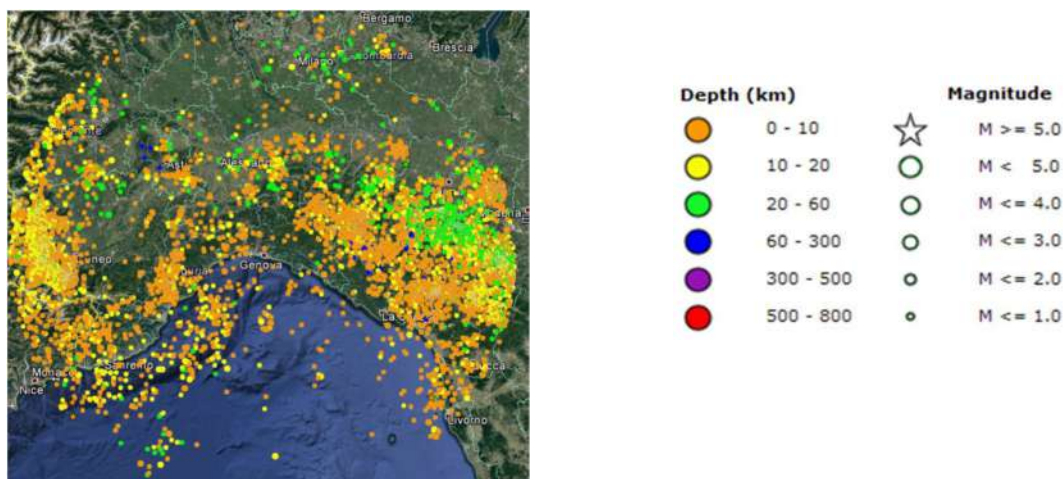 Bergamo
Brescia
Milano
Lombardia
Asti
Cuneo
Genova
La S
Monaco
Sanremo
Nice
Lucca
Livorno
Depth (km)
0 - 10
10 - 20
20 - 60
60 - 300
300 - 500
500 - 800
Magnitude
M >= 5.0
M < 5.0
M <= 4.0
M <= 3.0
M <= 2.0
M <= 1.0